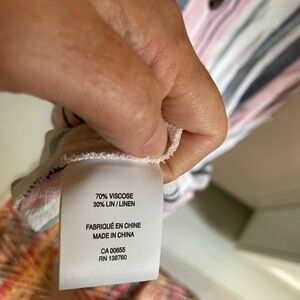 70% VISCOSE
30% LIN / LINEN
FABRIQUÉ EN CHINE
MADE IN CHINA
CA 00655
RN 138760